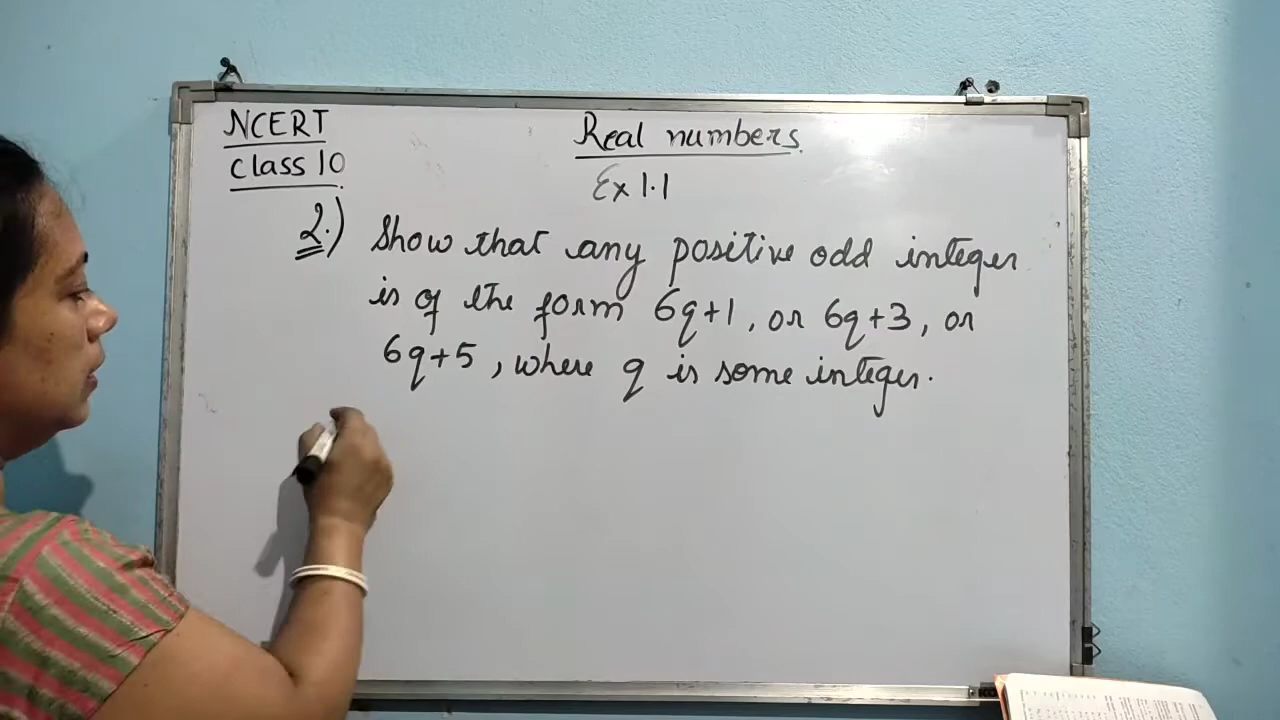 NCERT
Class 10
Real numbers
Ex 1.1
2.) Show that any positive odd integer
is of the form 6q+1, or 6q+3, or
6q+5, where q is some integer.